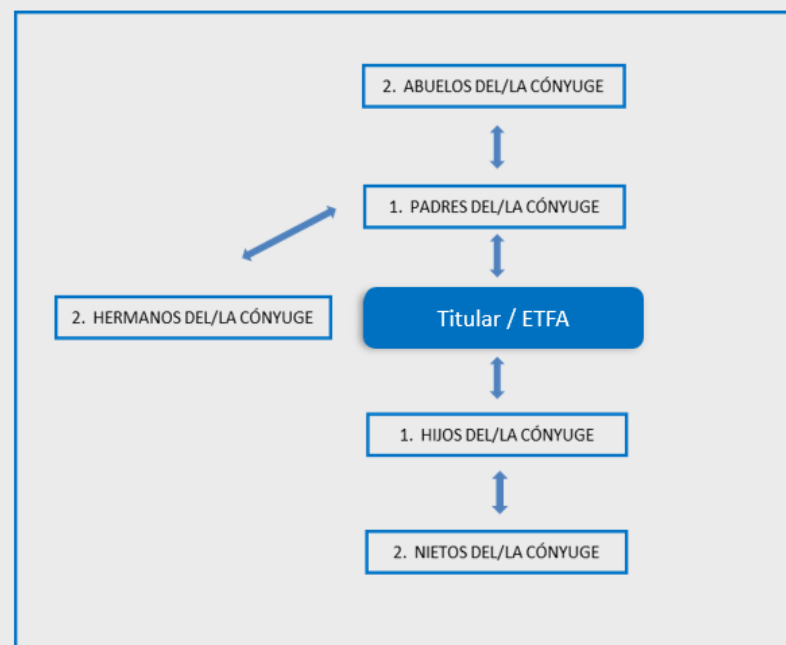 2. ABUELOS DEL/LA CÓNYUGE
1. PADRES DEL/LA CÓNYUGE
2. HERMANOS DEL/LA CÓNYUGE
Titular / ETFA
1. HIJOS DEL/LA CÓNYUGE
2. NIETOS DEL/LA CÓNYUGE